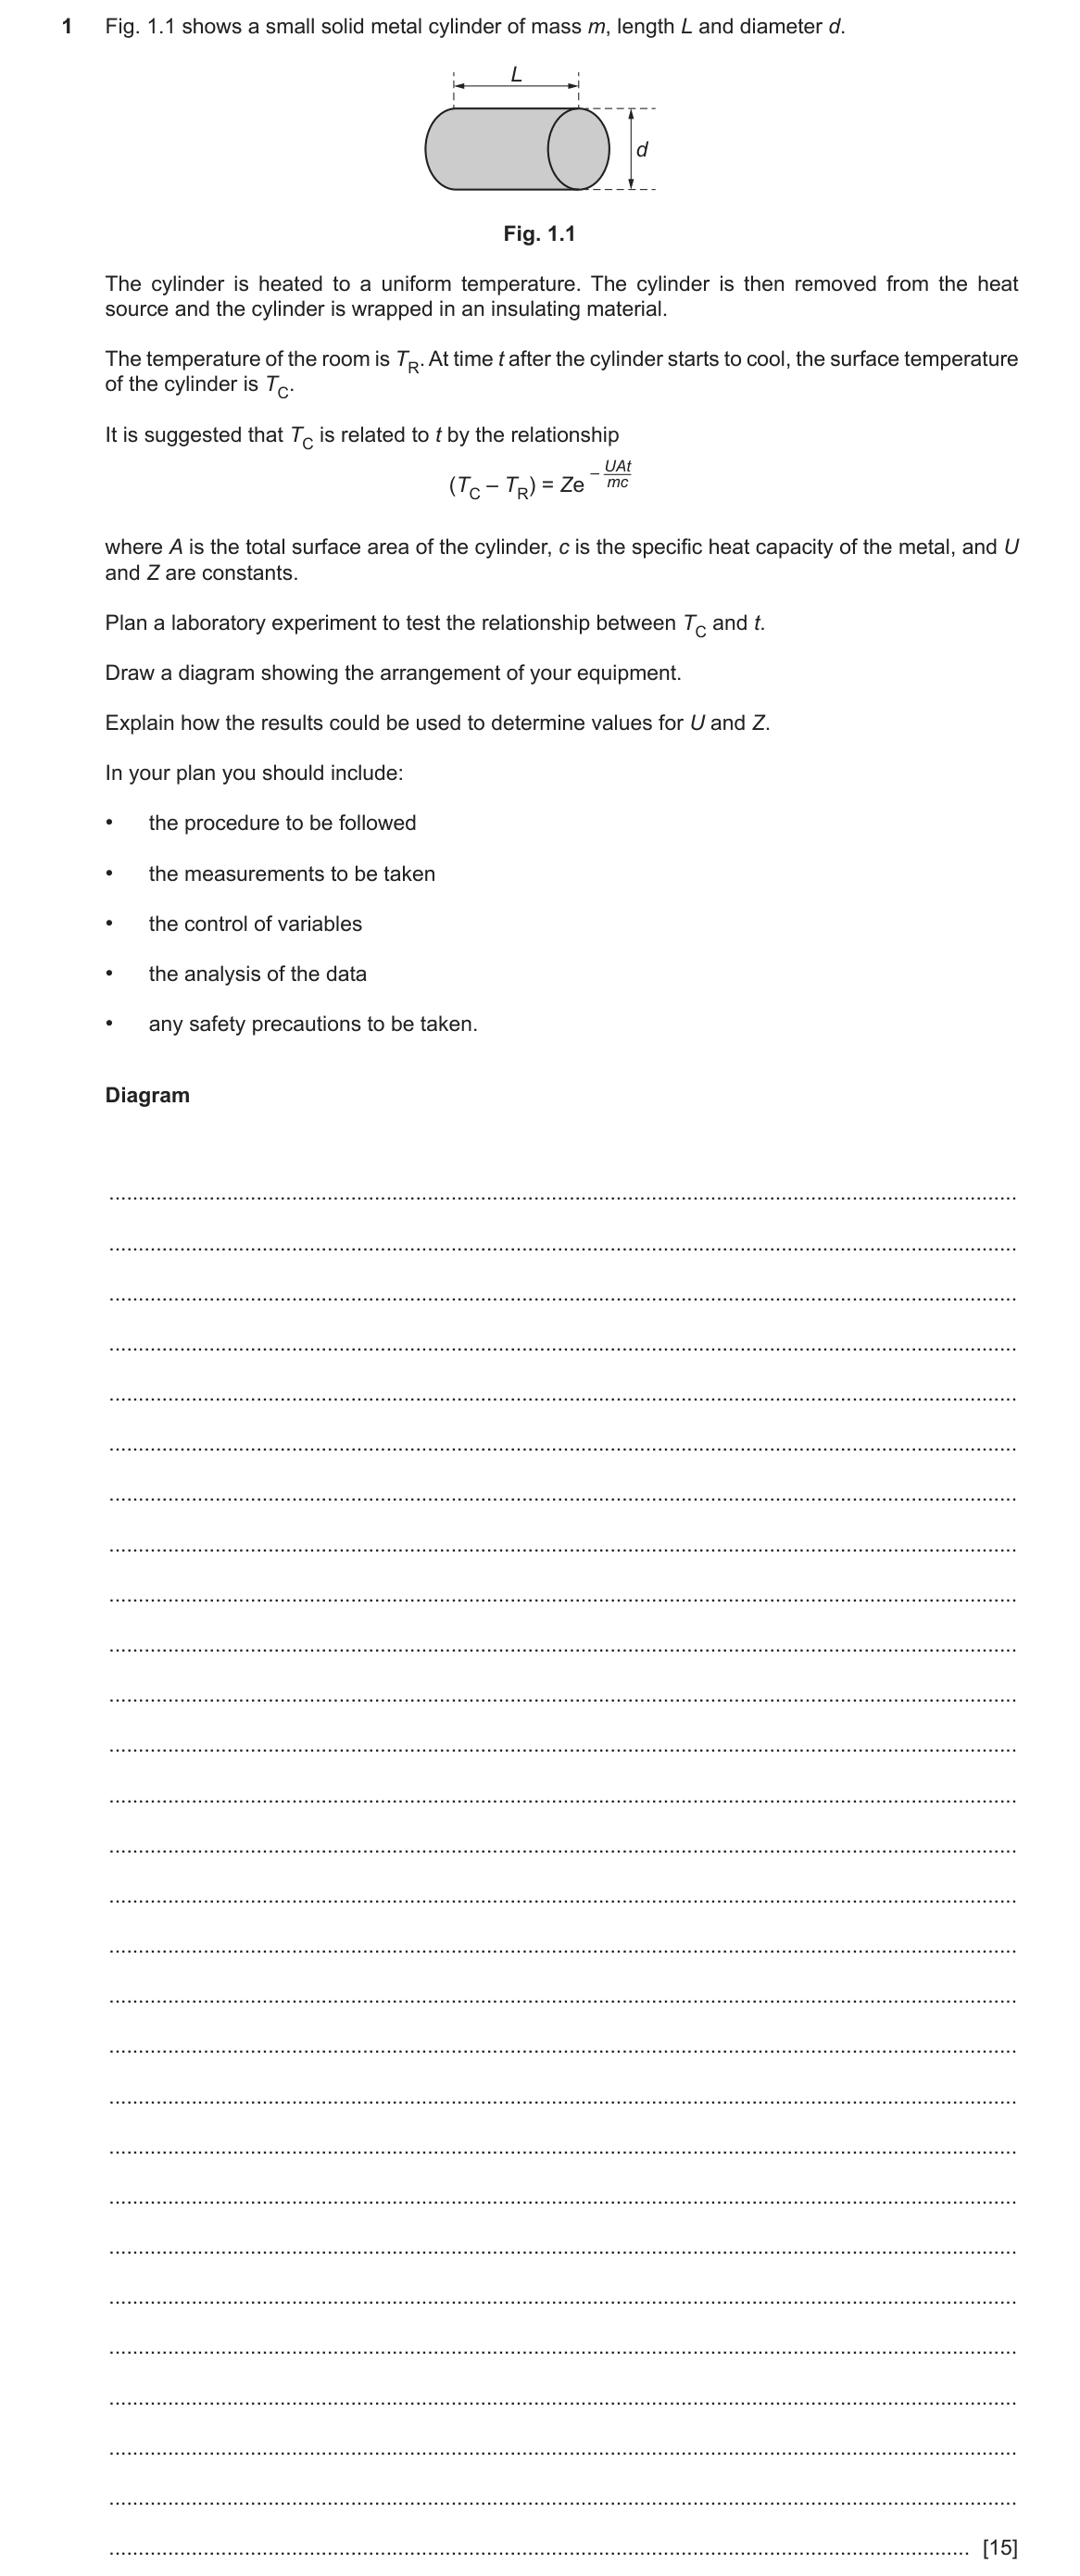 1 Fig. 1.1 shows a small solid metal cylinder of mass m, length L and diameter d.
L
d
Fig. 1.1
The cylinder is heated to a uniform temperature. The cylinder is then removed from the heat
source and the cylinder is wrapped in an insulating material.
The temperature of the room is T_R. At time t after the cylinder starts to cool, the surface temperature
of the cylinder is T_C.
It is suggested that T_C is related to t by the relationship
(T_C – T_R) = Ze^{–UAt/mc}
where A is the total surface area of the cylinder, c is the specific heat capacity of the metal, and U
and Z are constants.
Plan a laboratory experiment to test the relationship between T_C and t.
Draw a diagram showing the arrangement of your equipment.
Explain how the results could be used to determine values for U and Z.
In your plan you should include:
• the procedure to be followed
• the measurements to be taken
• the control of variables
• the analysis of the data
• any safety precautions to be taken.
Diagram
[15]